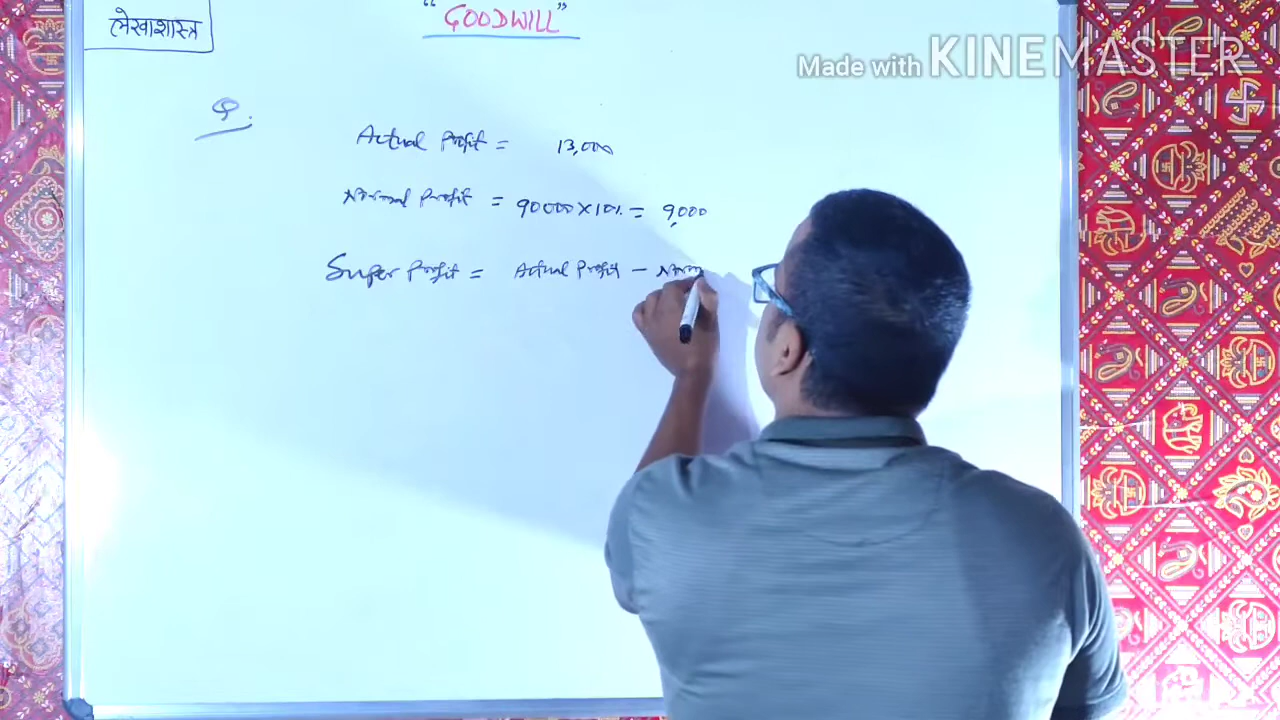 लेखाशास्त्र
"GOODWILL"
Made with KINEMASTER
Q.
Actual Profit = 13,000
Normal Profit = 90000 X 10% = 9,000
Super Profit = Actual Profit - Norm